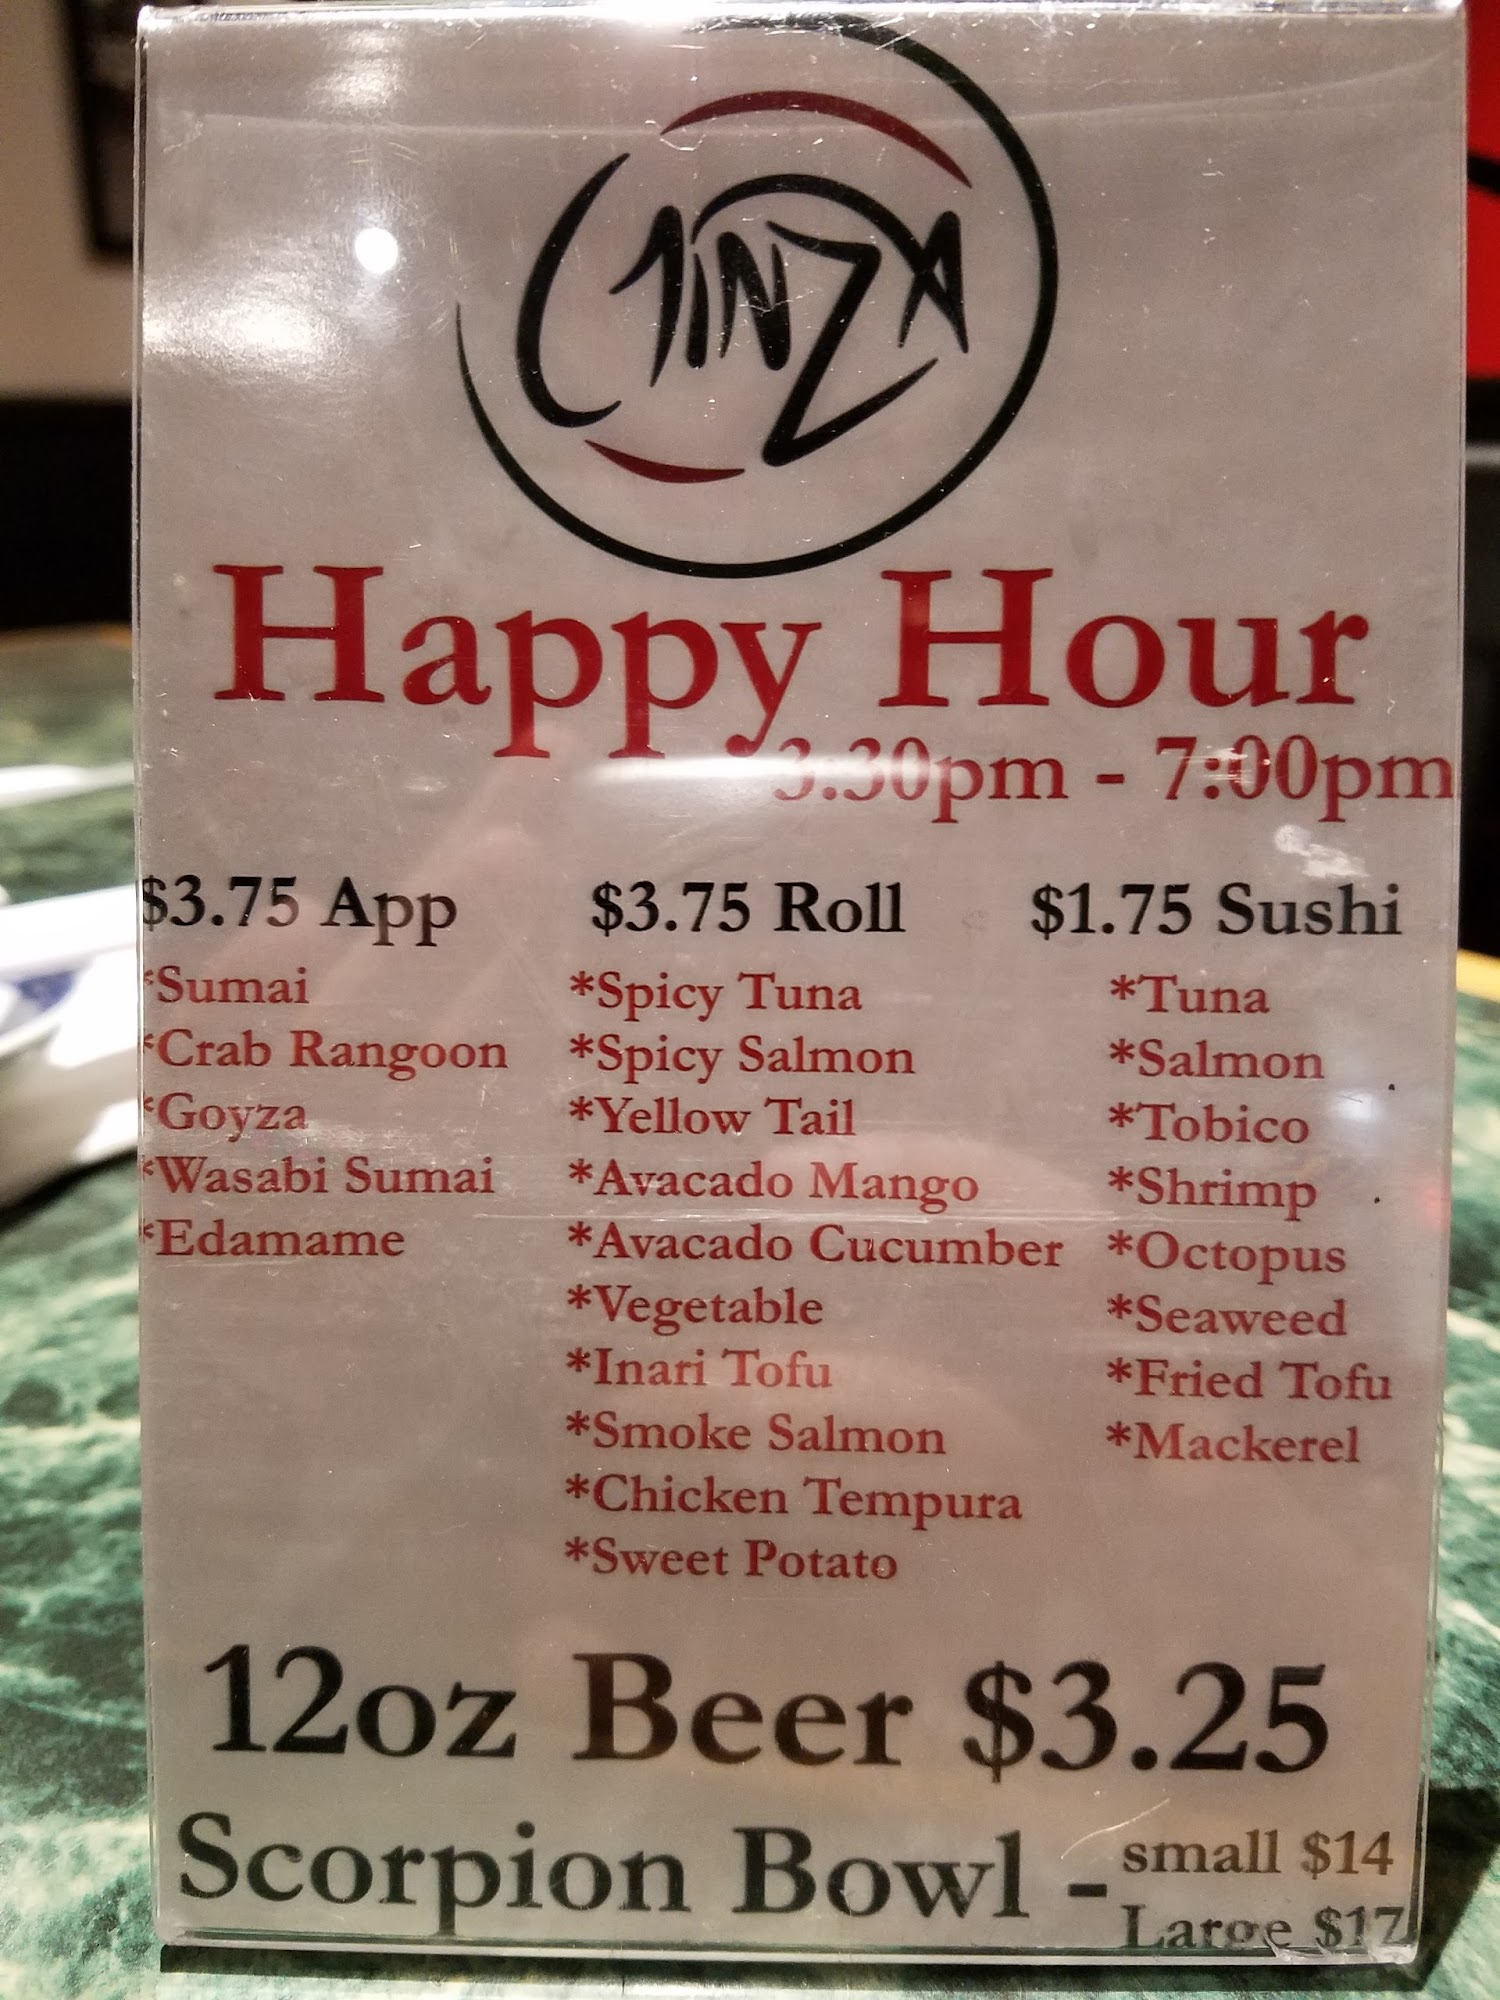 GINZA
Happy Hour
3:30pm - 7:00pm
$3.75 App
*Sumai
*Crab Rangoon
*Goyza
*Wasabi Sumai
*Edamame
$3.75 Roll
*Spicy Tuna
*Spicy Salmon
*Yellow Tail
*Avacado Mango
*Avacado Cucumber
*Vegetable
*Inari Tofu
*Smoke Salmon
*Chicken Tempura
*Sweet Potato
$1.75 Sushi
*Tuna
*Salmon
*Tobico
*Shrimp
*Octopus
*Seaweed
*Fried Tofu
*Mackerel
12oz Beer $3.25
Scorpion Bowl - small $14
Large $17